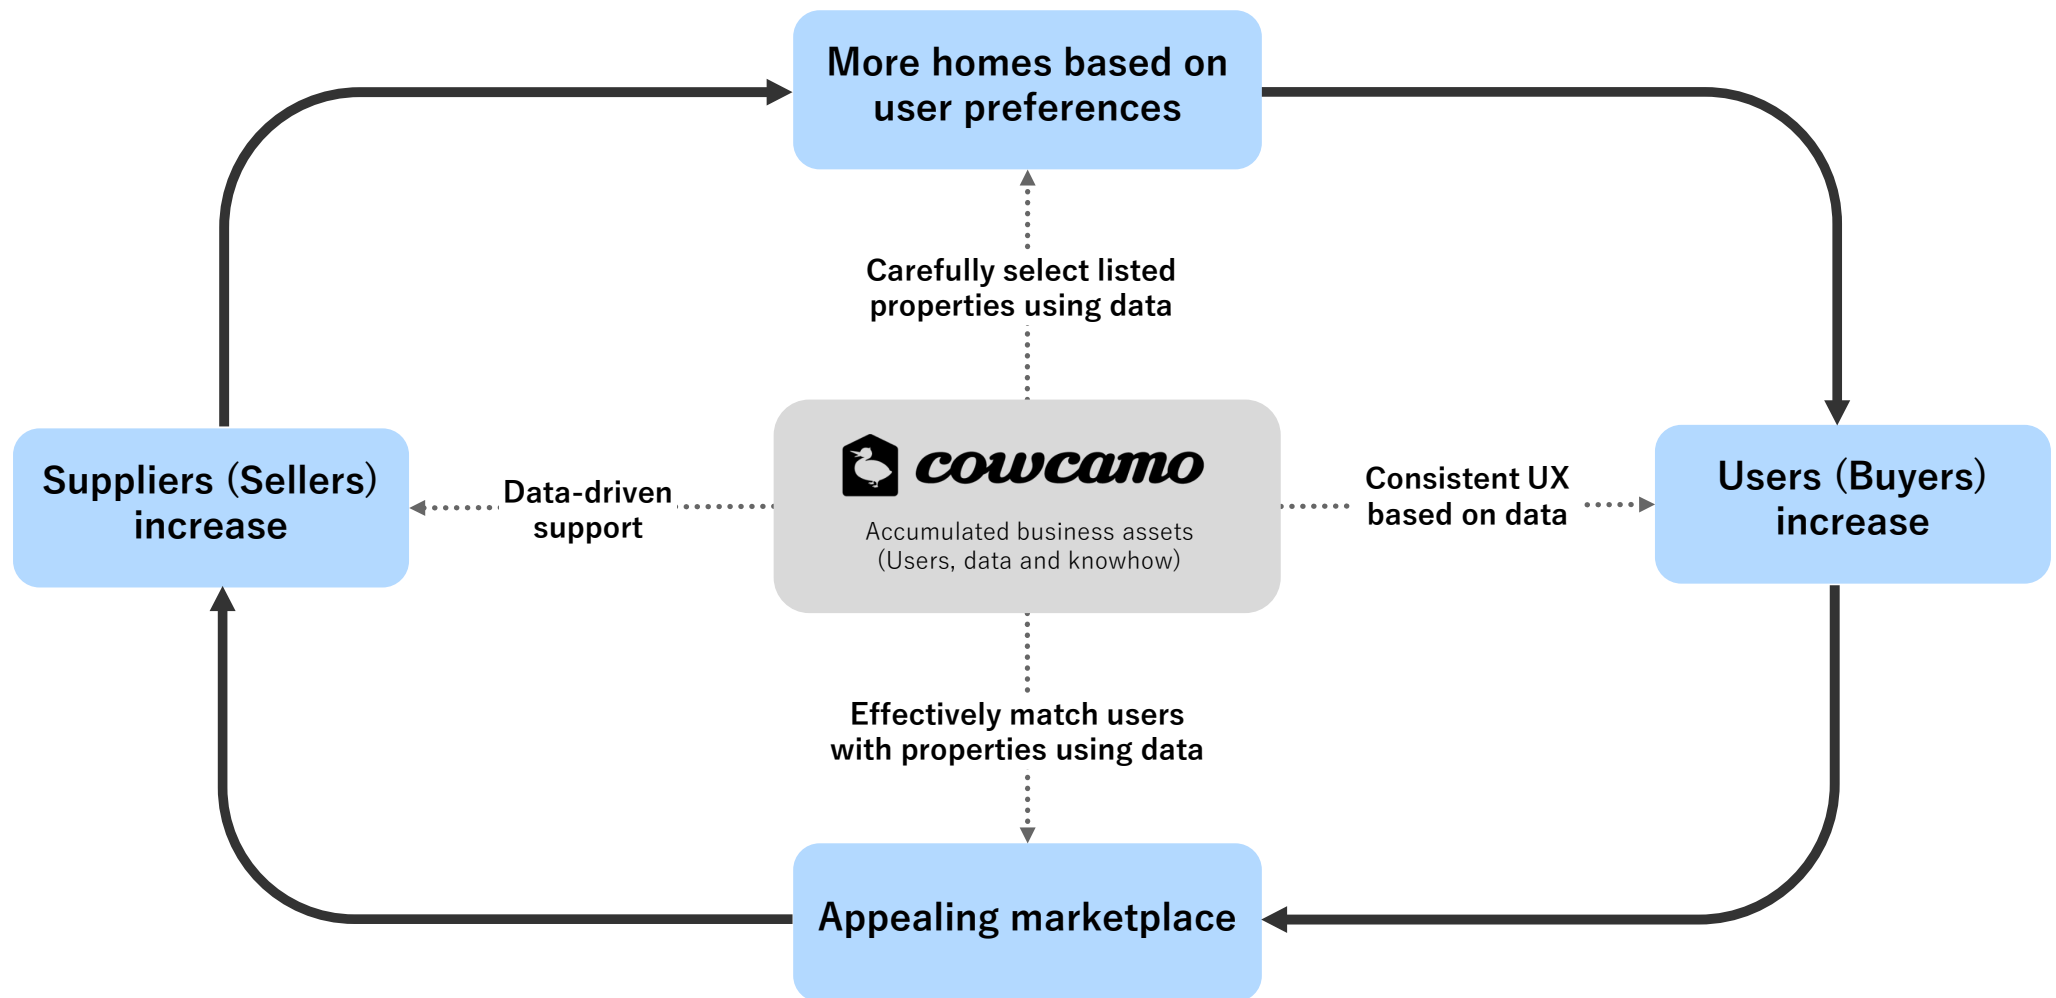 More homes based on
user preferences
Carefully select listed
properties using data
Suppliers (Sellers)
increase
Data-driven
support
cowcamo
Accumulated business assets
(Users, data and knowhow)
Consistent UX
based on data
Users (Buyers)
increase
Effectively match users
with properties using data
Appealing marketplace